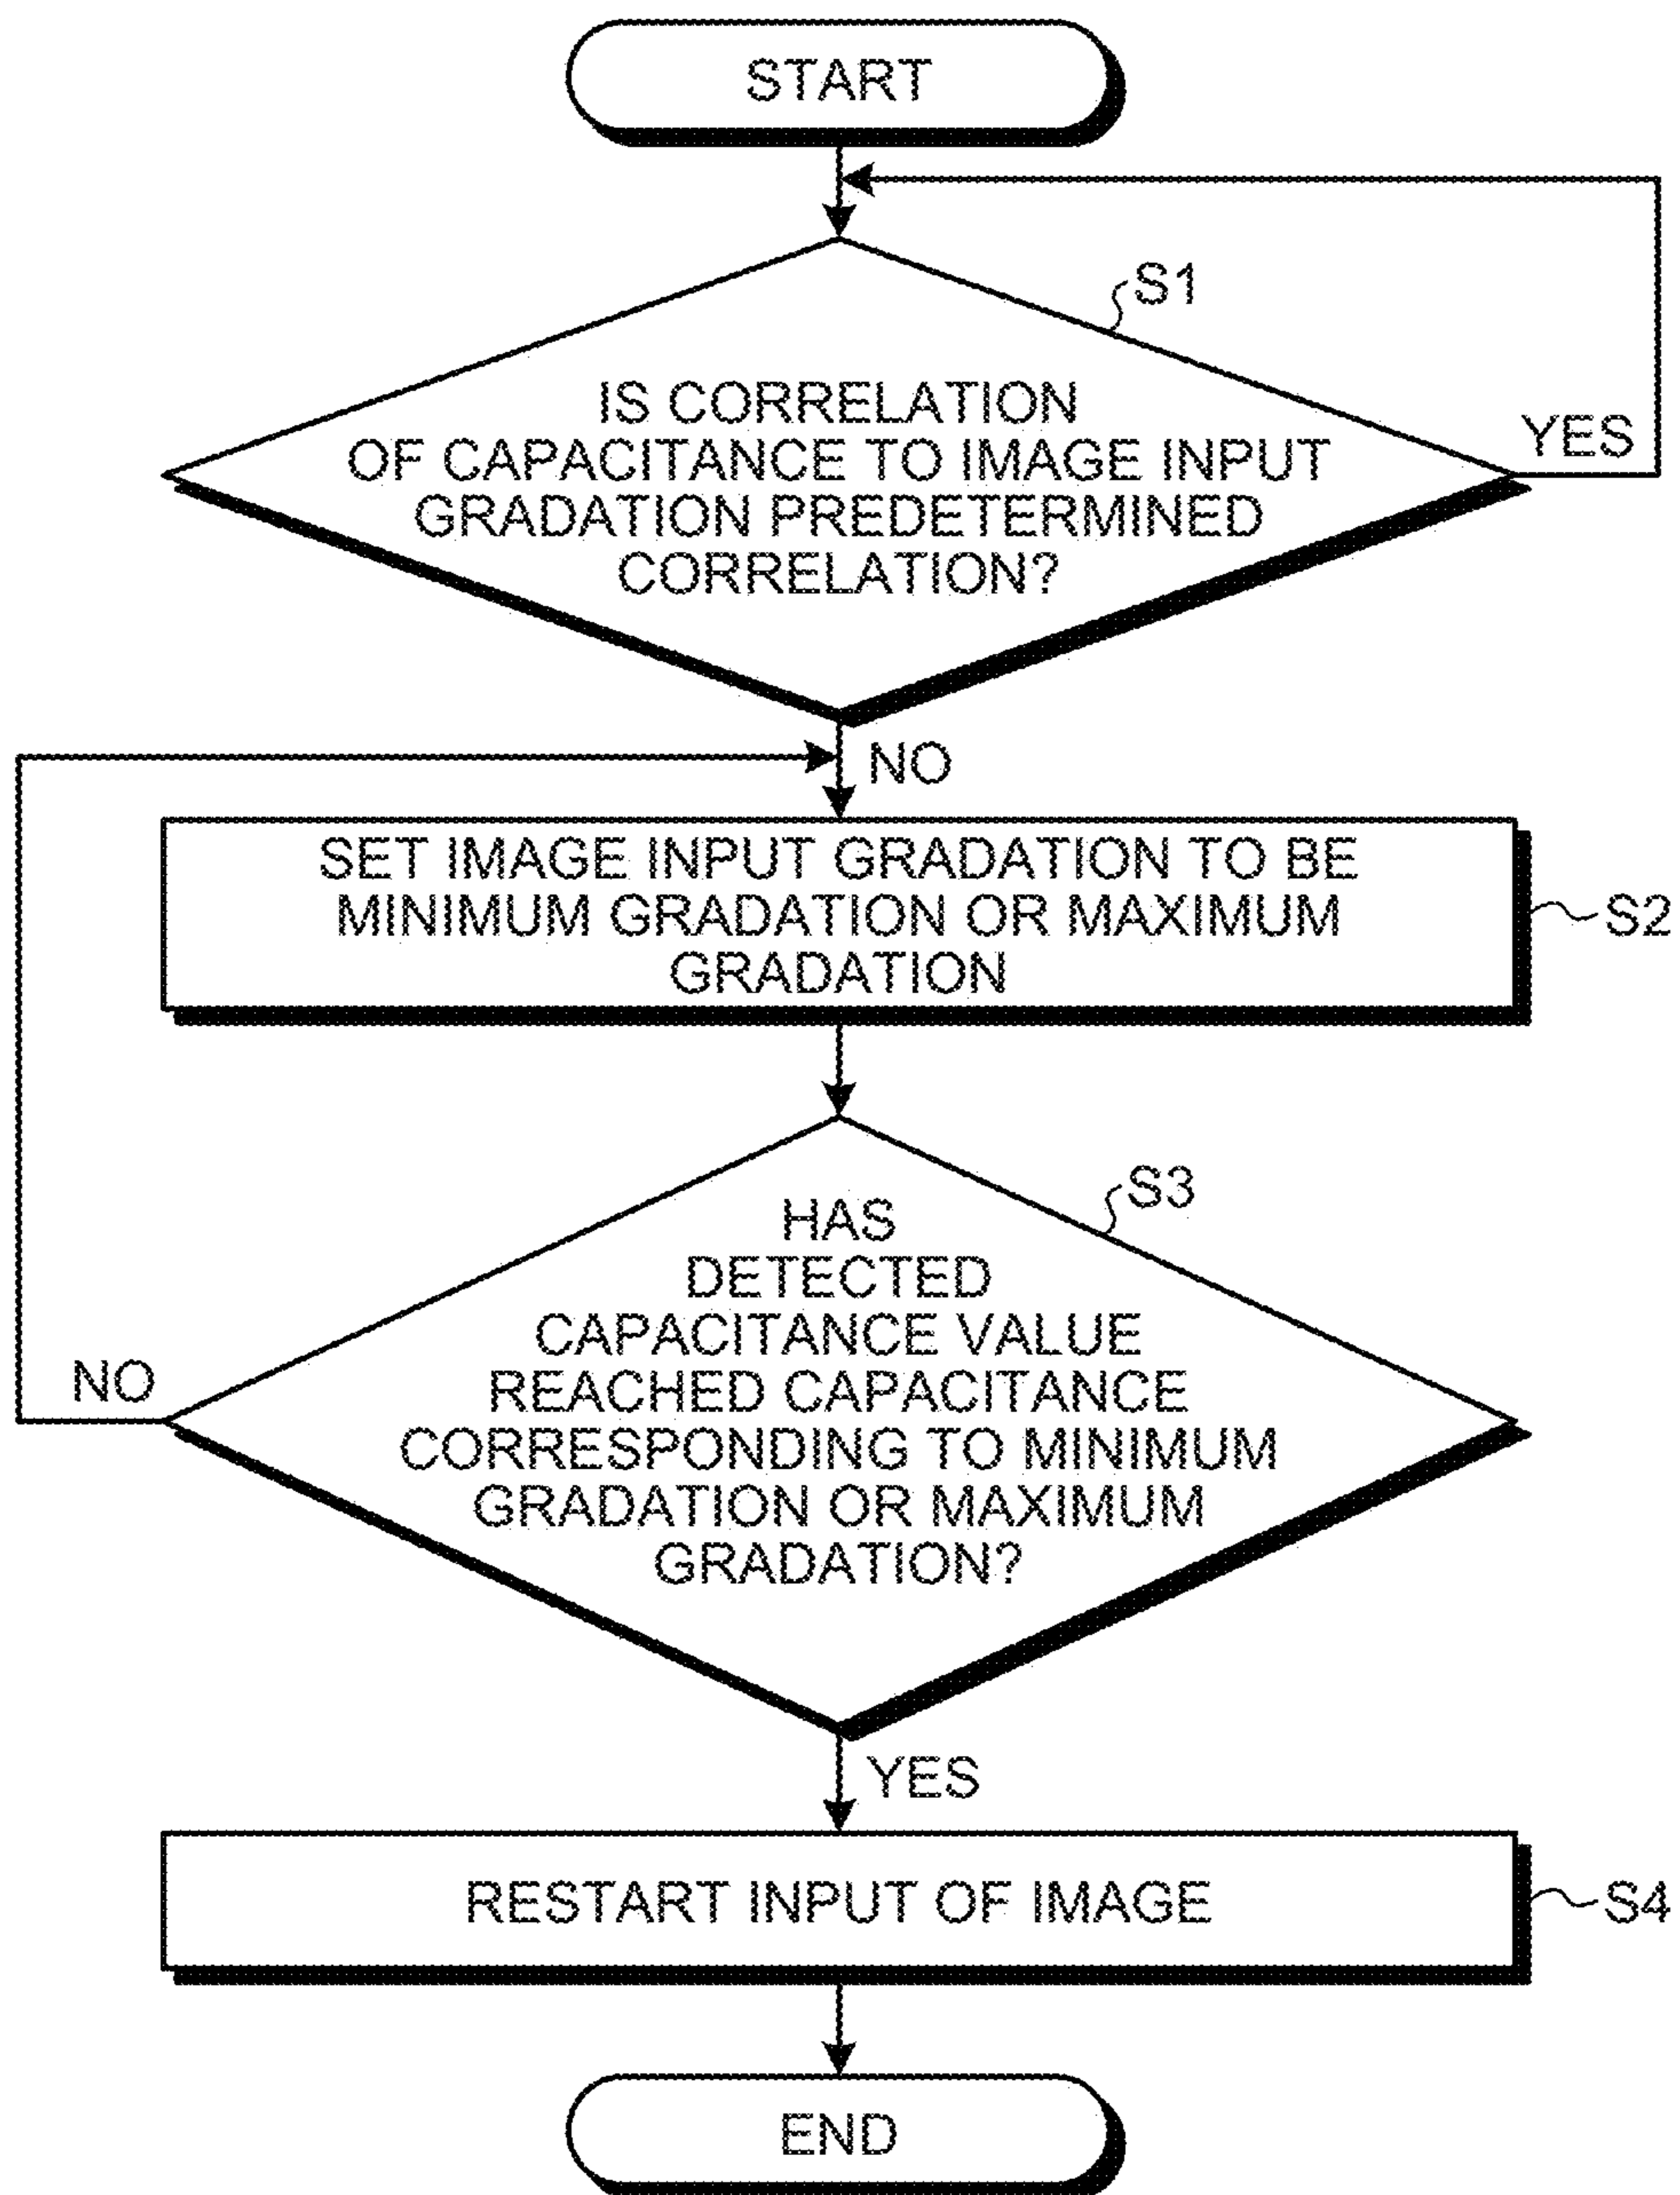 START
S1
IS CORRELATION
OF CAPACITANCE TO IMAGE INPUT
GRADATION PREDETERMINED
CORRELATION?
YES
NO
SET IMAGE INPUT GRADATION TO BE
MINIMUM GRADATION OR MAXIMUM
GRADATION
S2
S3
HAS
DETECTED
CAPACITANCE VALUE
REACHED CAPACITANCE
CORRESPONDING TO MINIMUM
GRADATION OR MAXIMUM
GRADATION?
NO
YES
RESTART INPUT OF IMAGE
S4
END